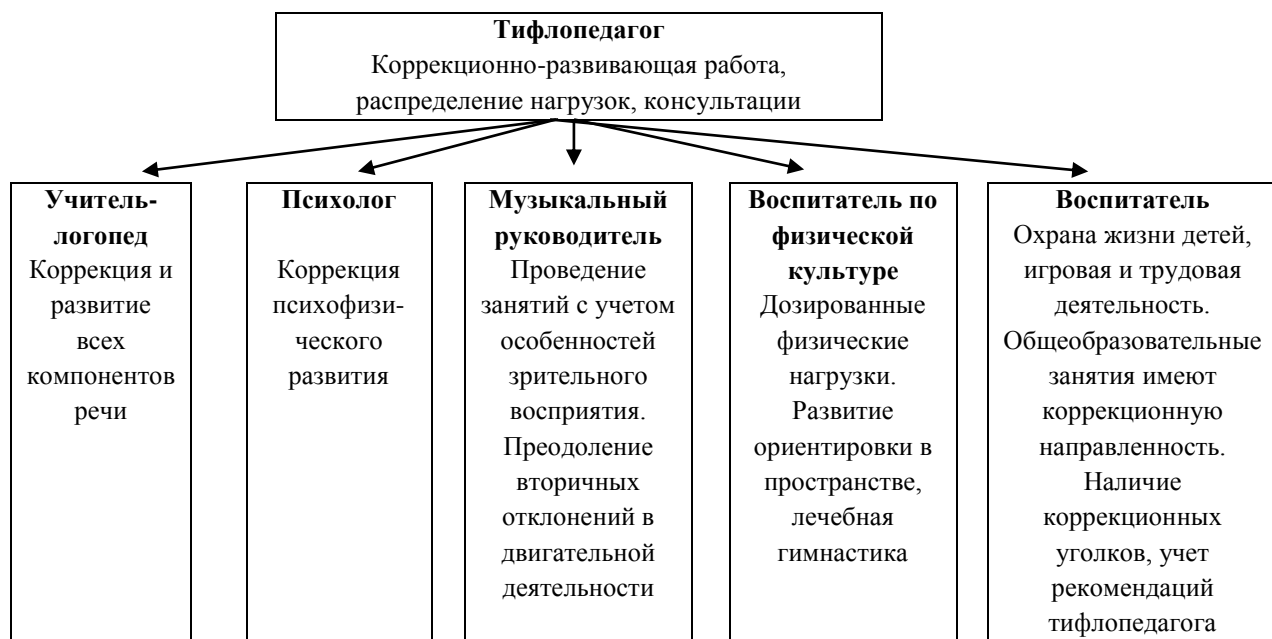 Тифлопедагог
Коррекционно-развивающая работа,
распределение нагрузок, консультации
Учитель-
логопед
Коррекция и
развитие
всех
компонентов
речи
Психолог
Коррекция
психофизи-
ческого
развития
Музыкальный
руководитель
Проведение
занятий с учетом
особенностей
зрительного
восприятия.
Преодоление
вторичных
отклонений в
двигательной
деятельности
Воспитатель по
физической
культуре
Дозированные
физические
нагрузки.
Развитие
ориентировки в
пространстве,
лечебная
гимнастика
Воспитатель
Охрана жизни детей,
игровая и трудовая
деятельность.
Общеобразовательные
занятия имеют
коррекционную
направленность.
Наличие
коррекционных
уголков, учет
рекомендаций
тифлопедагога